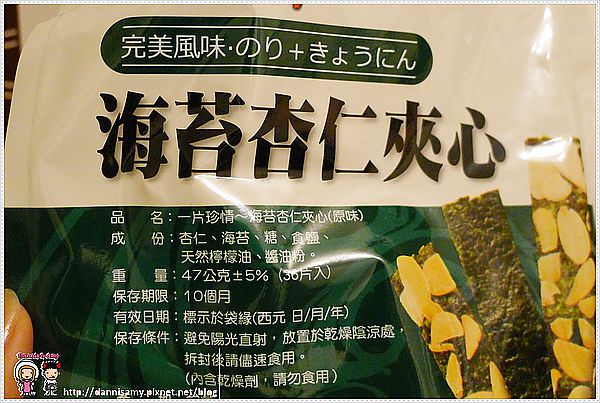 完美風味·のり+きょうにん
海苔杏仁夾心
品　　名：一片珍情~海苔杏仁夾心(原味)
成　　份：杏仁、海苔、糖、食鹽、
天然檸檬油、醬油粉。
重　　量：47公克±5% (36片入)
保存期限：10個月
有效日期：標示於袋緣(西元 日/月/年)
保存條件：避免陽光直射，放置於乾燥陰涼處，
拆封後請儘速食用。
(內含乾燥劑，請勿食用)
http://dannisamy.pixnet.net/blog